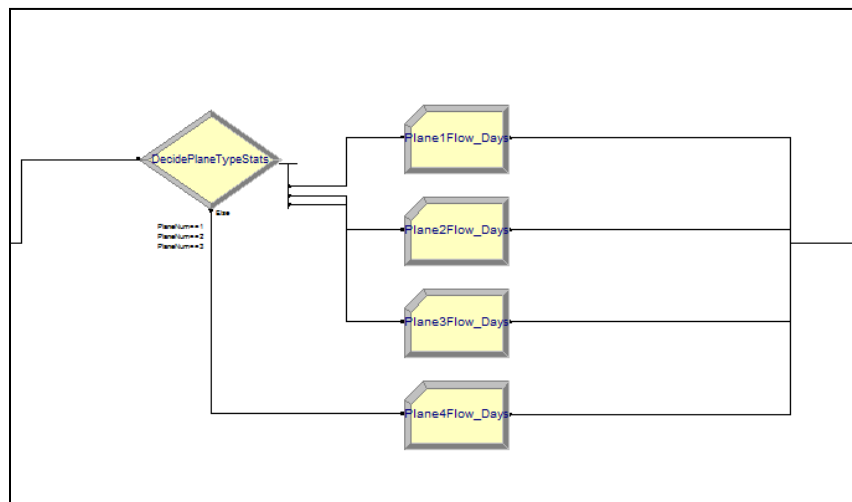 Plane1Flow_Days
DecidePlaneTypeStats
Else
PlaneNum==1
PlaneNum==2
PlaneNum==3
Plane2Flow_Days
Plane3Flow_Days
Plane4Flow_Days